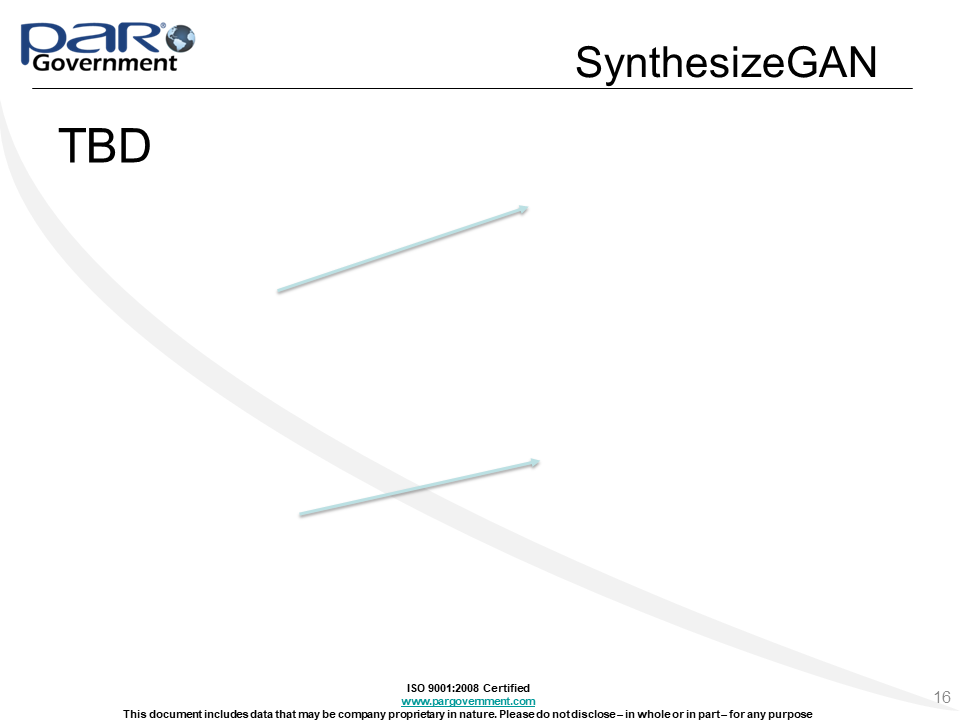 PAR Government
SynthesizeGAN
TBD
ISO 9001:2008 Certified
www.pargovernment.com
This document includes data that may be company proprietary in nature. Please do not disclose – in whole or in part – for any purpose
16